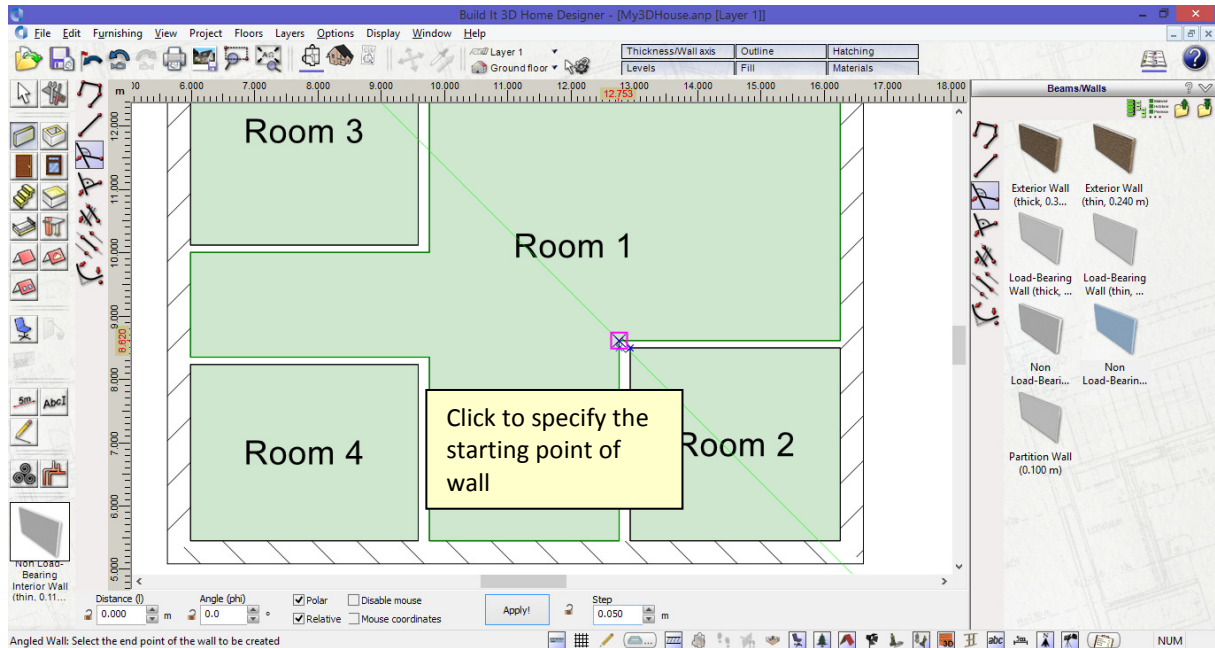 Build It 3D Home Designer - [My3DHouse.anp [Layer 1]]
File Edit Furnishing View Project Floors Layers Options Display Window Help
Layer 1
Ground floor
Thickness/Wall axis Outline Hatching
Levels Fill Materials
m 6.000 7.000 8.000 9.000 10.000 11.000 12.000 13.000 14.000 15.000 16.000 17.000 18.000
12.753
12.000
11.000
10.000
9.000
8.620
8.000
7.000
6.000
5.000
Room 3
Room 1
Room 4
Room 2
Click to specify the
starting point of
wall
Beams/Walls
Exterior Wall
(thick, 0.3...
Exterior Wall
(thin, 0.240 m)
Load-Bearing
Wall (thick, ...
Load-Bearing
Wall (thin, ...
Non
Load-Beari...
Non
Load-Bearin...
Partition Wall
(0.100 m)
5m
AbcI
Non Load-
Bearing
Interior Wall
(thin, 0.11...
Distance (l) Angle (phi) Polar Disable mouse Apply! Step
0.000 m 0.0 ° Relative Mouse coordinates 0.050 m
Angled Wall: Select the end point of the wall to be created
3D
abc
NUM